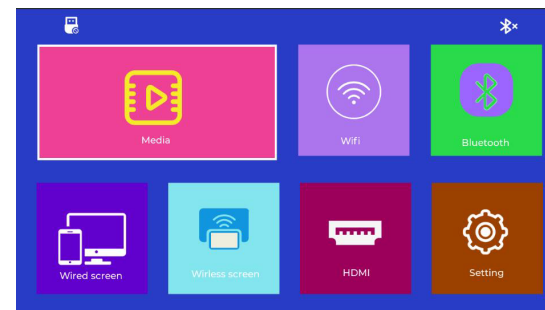 Media
Wifi
Bluetooth
Wired screen
Wirless screen
HDMI
Setting